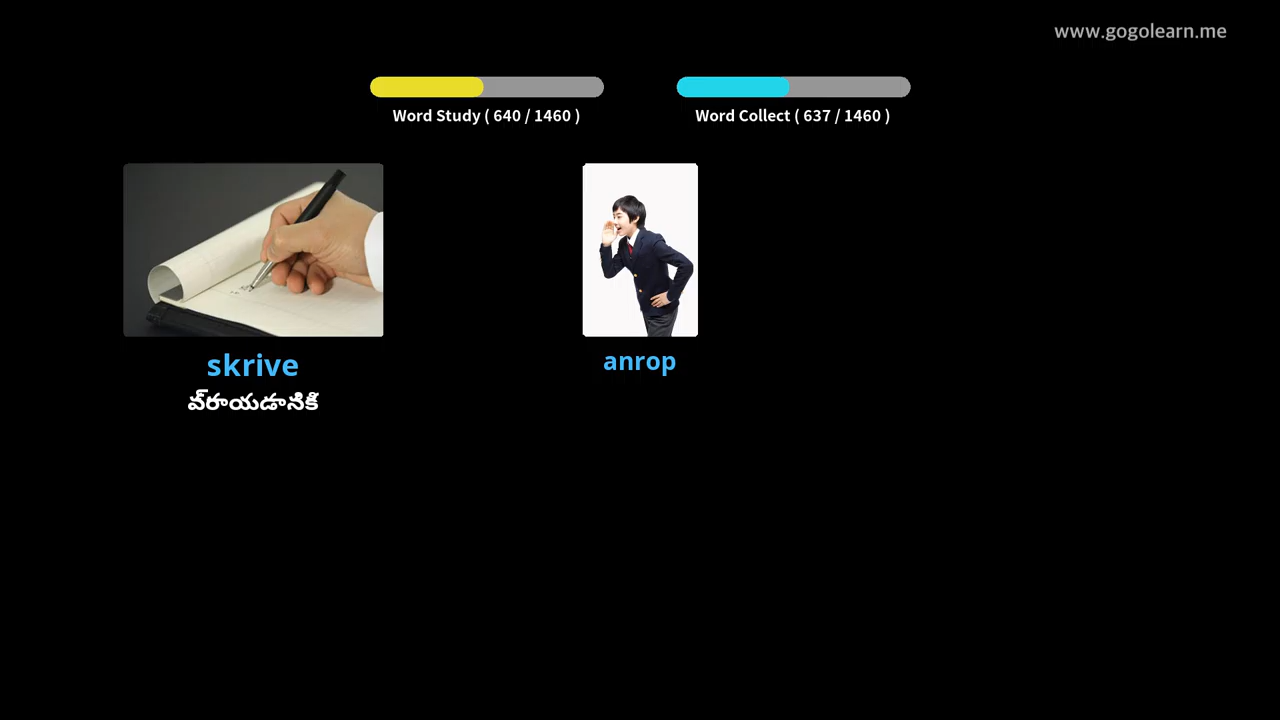 www.gogolearn.me
Word Study ( 640 / 1460 )
Word Collect ( 637 / 1460 )
skrive
వ్రాయడానికి
anrop